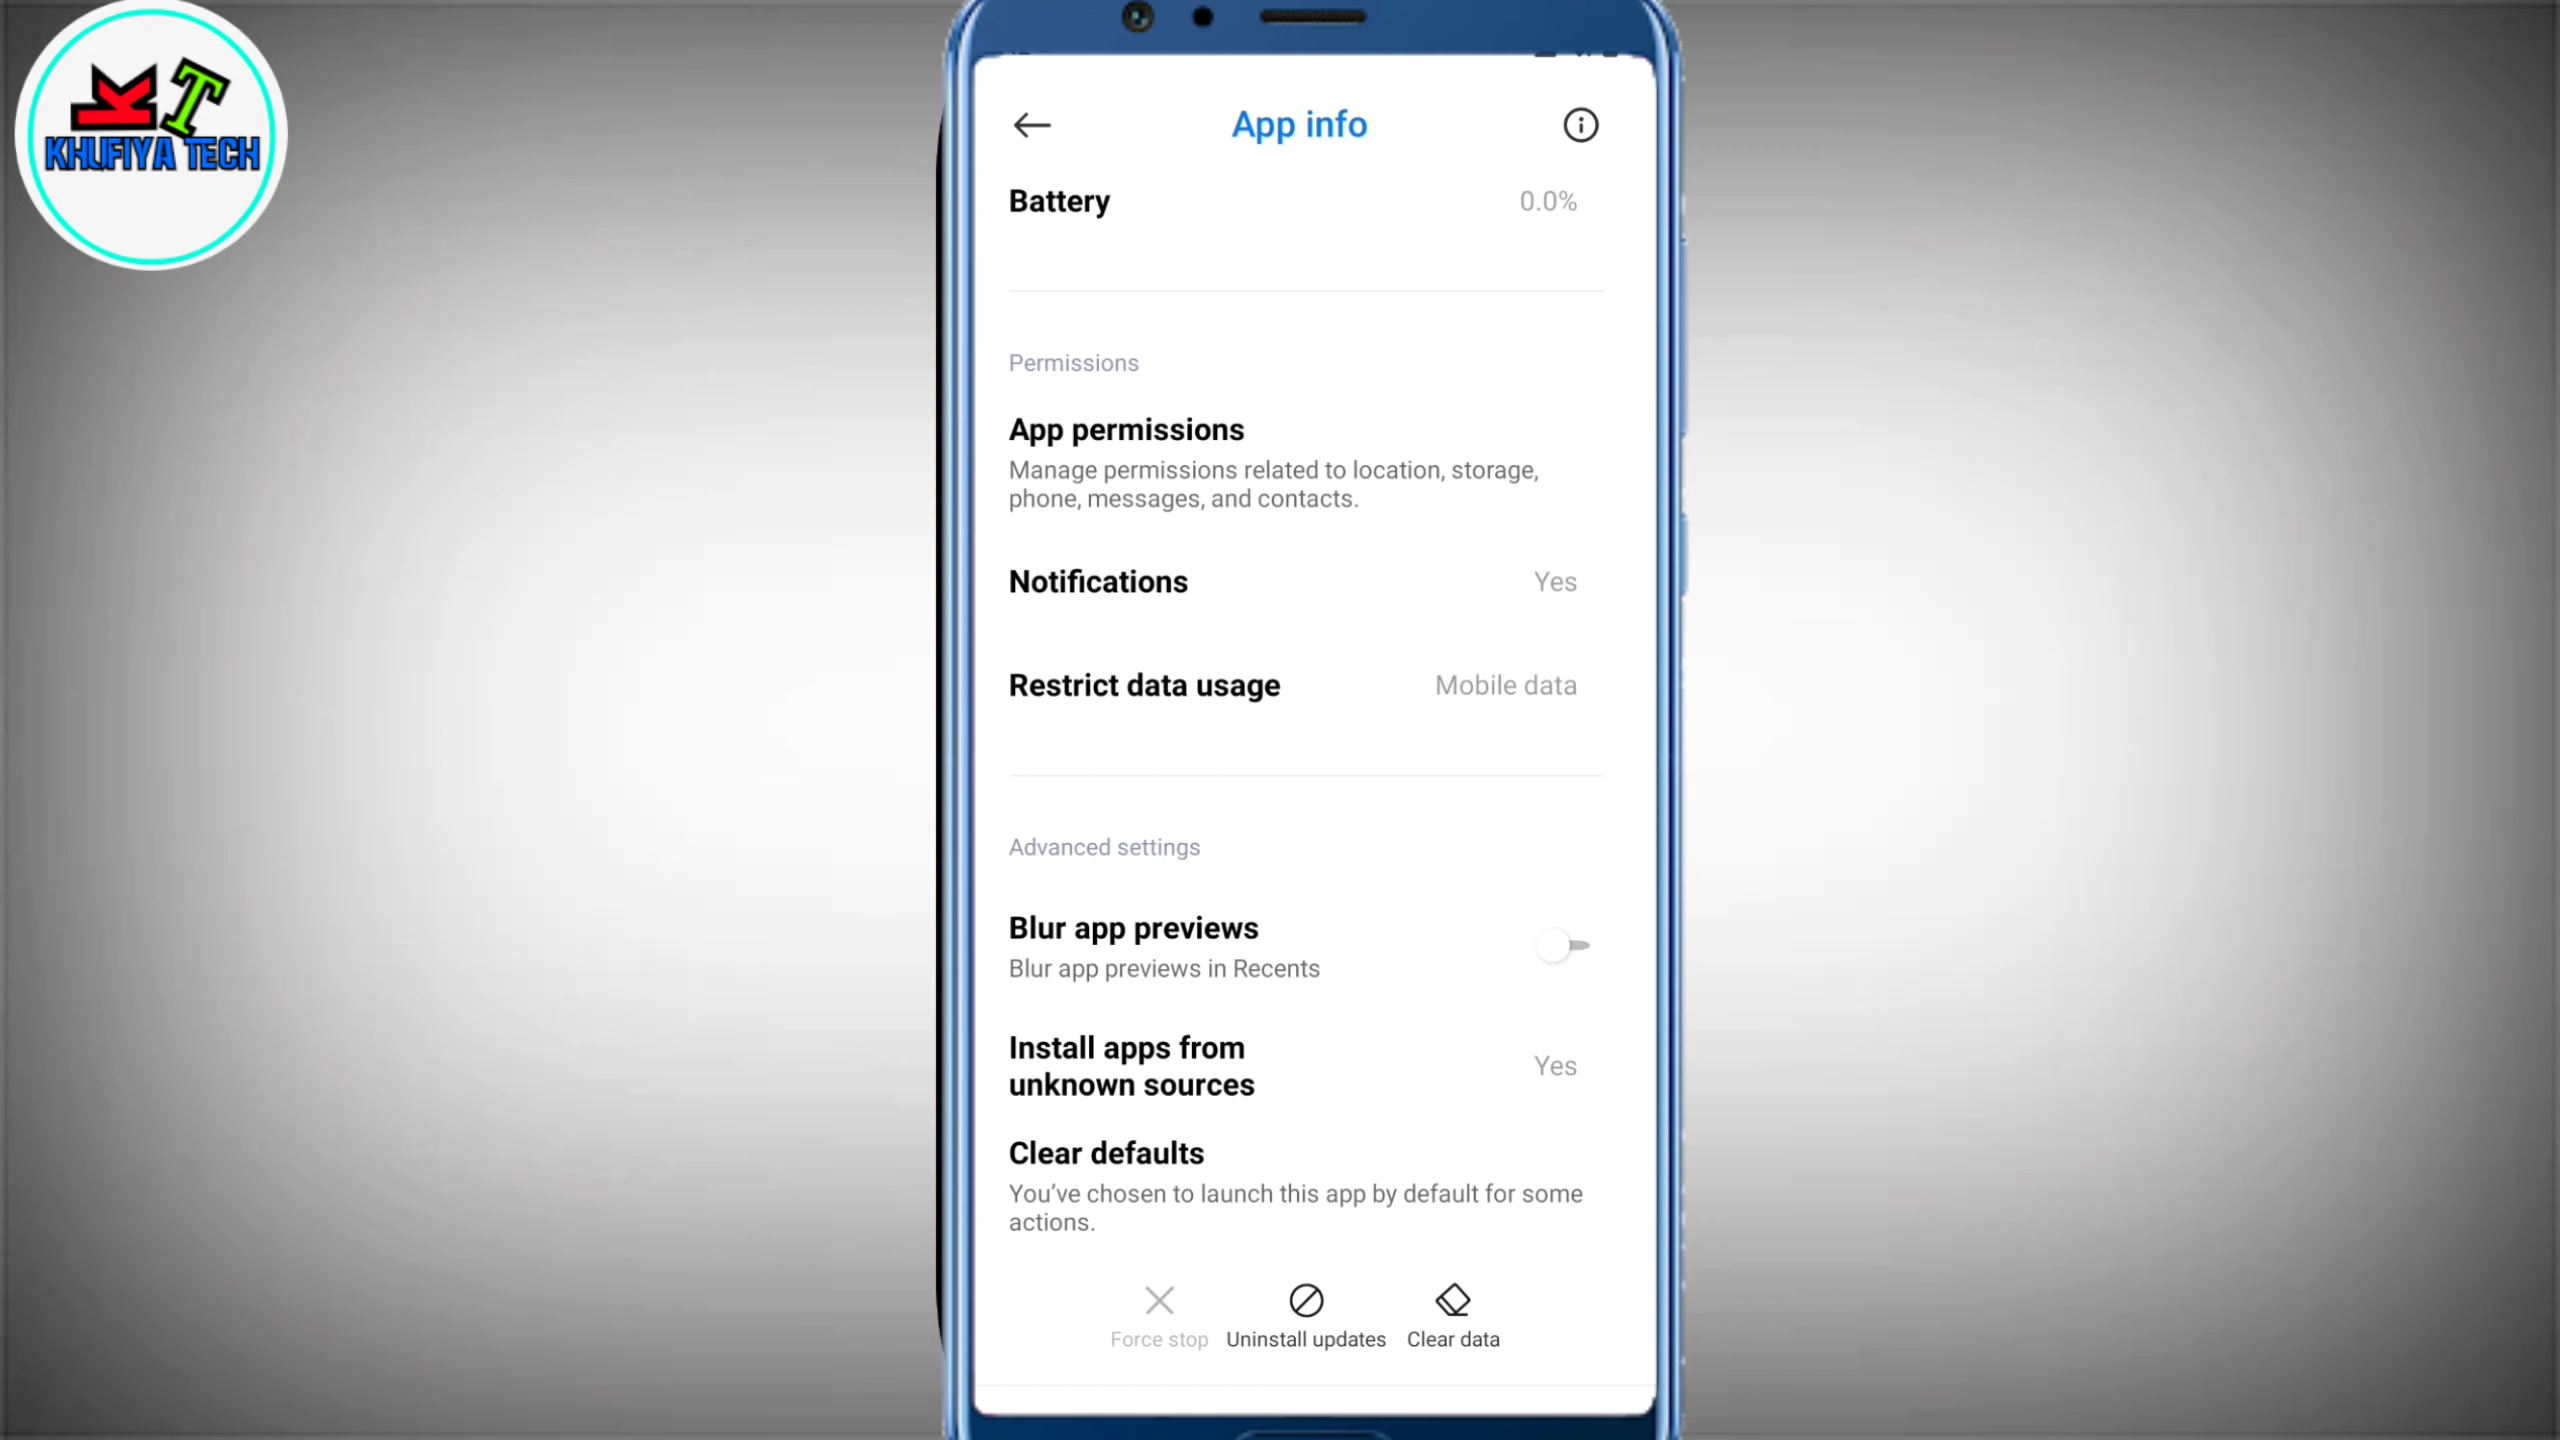 KT
KHUFIYA TECH
App info
Battery 0.0%
Permissions
App permissions
Manage permissions related to location, storage,
phone, messages, and contacts.
Notifications Yes
Restrict data usage Mobile data
Advanced settings
Blur app previews
Blur app previews in Recents
Install apps from
unknown sources Yes
Clear defaults
You’ve chosen to launch this app by default for some
actions.
Force stop Uninstall updates Clear data